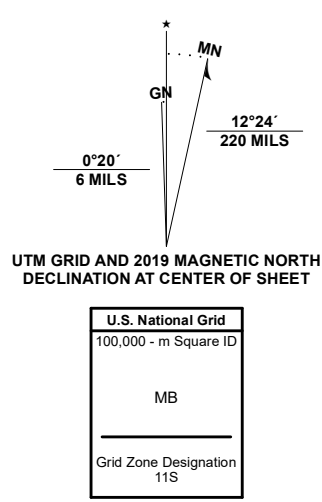 ★
MN
GN
12°24´
220 MILS
0°20´
6 MILS
UTM GRID AND 2019 MAGNETIC NORTH
DECLINATION AT CENTER OF SHEET
U.S. National Grid
100,000 - m Square ID
MB
Grid Zone Designation
11S